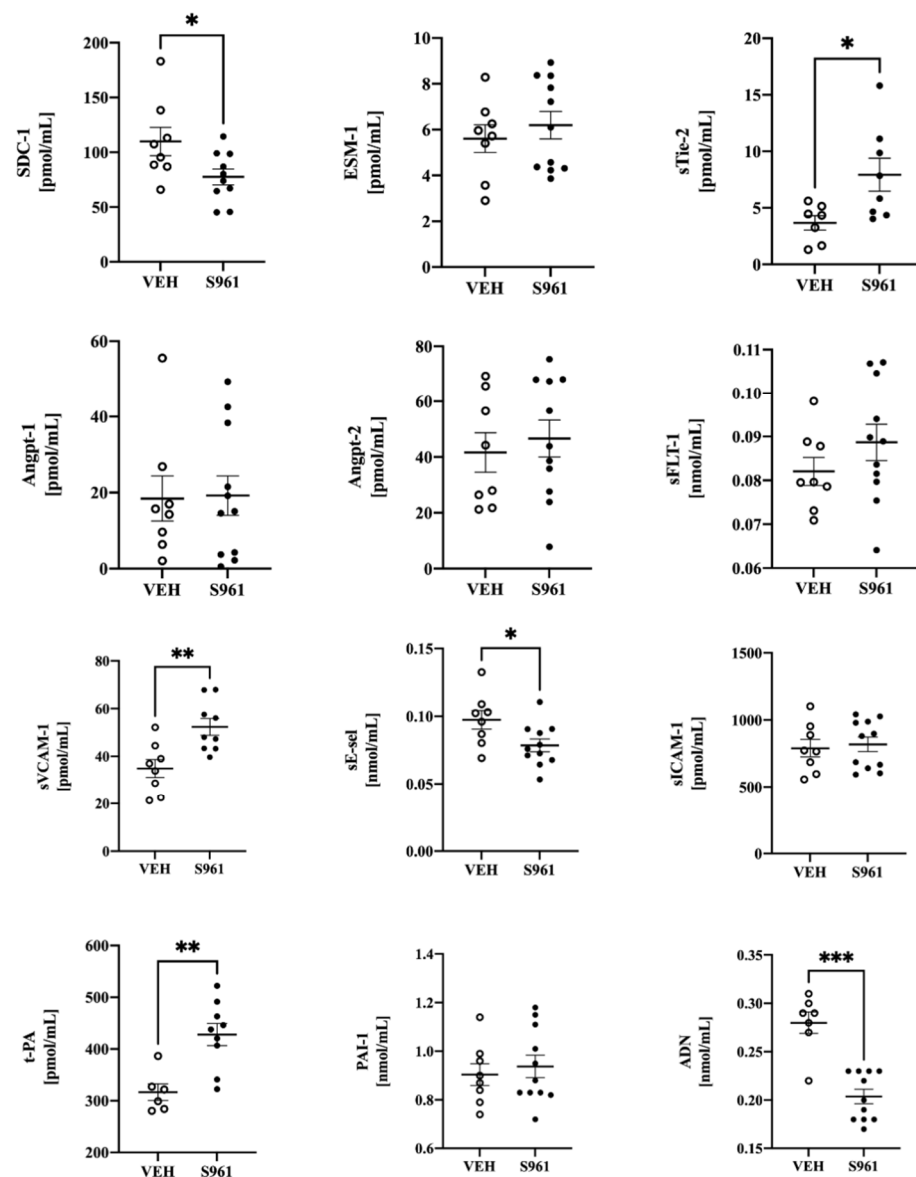 *
200
150
100
50
0
SDC-1
[pmol/mL]
VEH S961
10
8
6
4
2
0
ESM-1
[pmol/mL]
VEH S961
*
20
15
10
5
0
sTie-2
[pmol/mL]
VEH S961
60
40
20
0
Angpt-1
[pmol/mL]
VEH S961
80
60
40
20
0
Angpt-2
[pmol/mL]
VEH S961
0.11
0.10
0.09
0.08
0.07
0.06
sFLT-1
[nmol/mL]
VEH S961
**
80
60
40
20
0
sVCAM-1
[pmol/mL]
VEH S961
*
0.15
0.10
0.05
0.00
sE-sel
[nmol/mL]
VEH S961
1500
1000
500
0
sICAM-1
[pmol/mL]
VEH S961
**
600
500
400
300
200
t-PA
[pmol/mL]
VEH S961
1.4
1.2
1.0
0.8
0.6
PAI-1
[nmol/mL]
VEH S961
***
0.35
0.30
0.25
0.20
0.15
ADN
[nmol/mL]
VEH S961